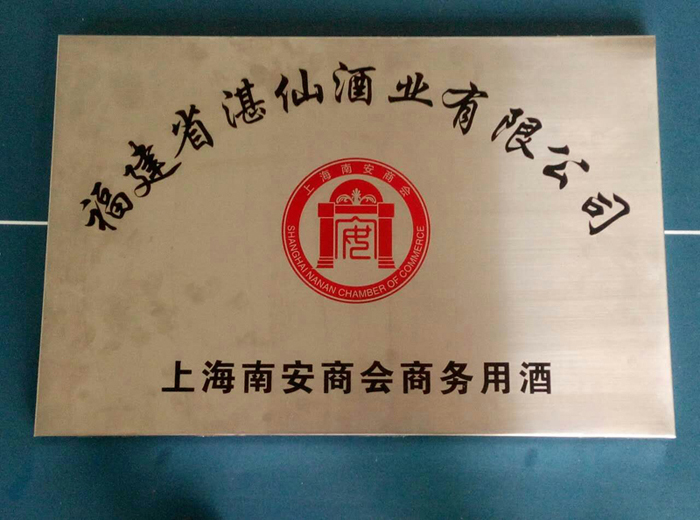 福建省湛仙酒业有限公司
上海南安商会
SHANGHAI NANAN CHAMBER OF COMMERCE
安
上海南安商会商务用酒